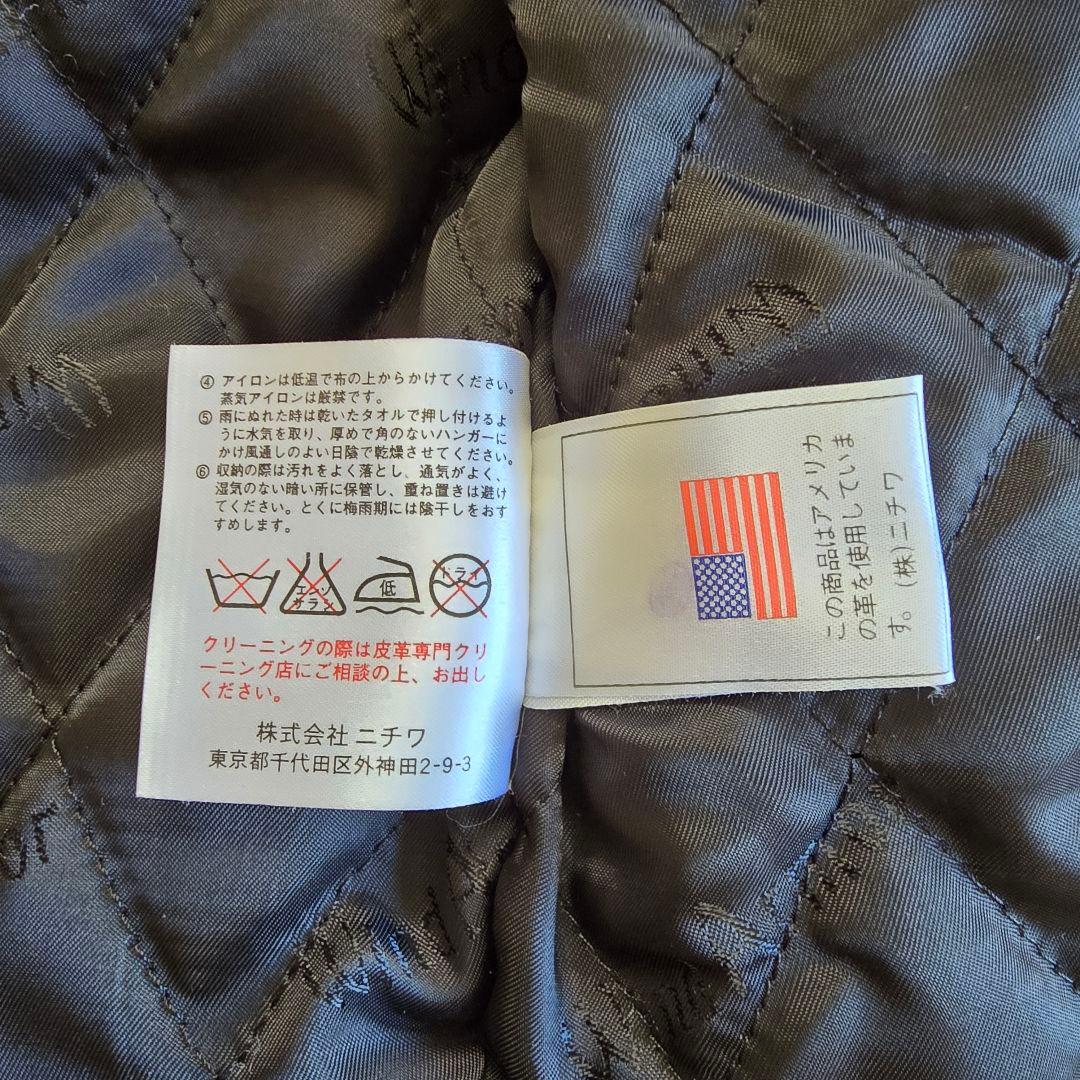 ④ アイロンは低温で布の上からかけてください。
蒸気アイロンは厳禁です。
⑤ 雨にぬれた時は乾いたタオルで押し付けるよ
うに水気を取り、厚めで角のないハンガーに
かけ風通しのよい日陰で乾燥させてください。
⑥ 収納の際は汚れをよく落とし、通気がよく、
湿気のない暗い所に保管し、重ね置きは避け
てください。とくに梅雨期には陰干しをおす
すめします。
エンソ
サラシ
低
ドライ
クリーニングの際は皮革専門クリ
ーニング店にご相談の上、お出し
ください。
株式会社 ニチワ
東京都千代田区外神田2-9-3
この商品はアメリカ
の革を使用していま
す。(株)ニチワ